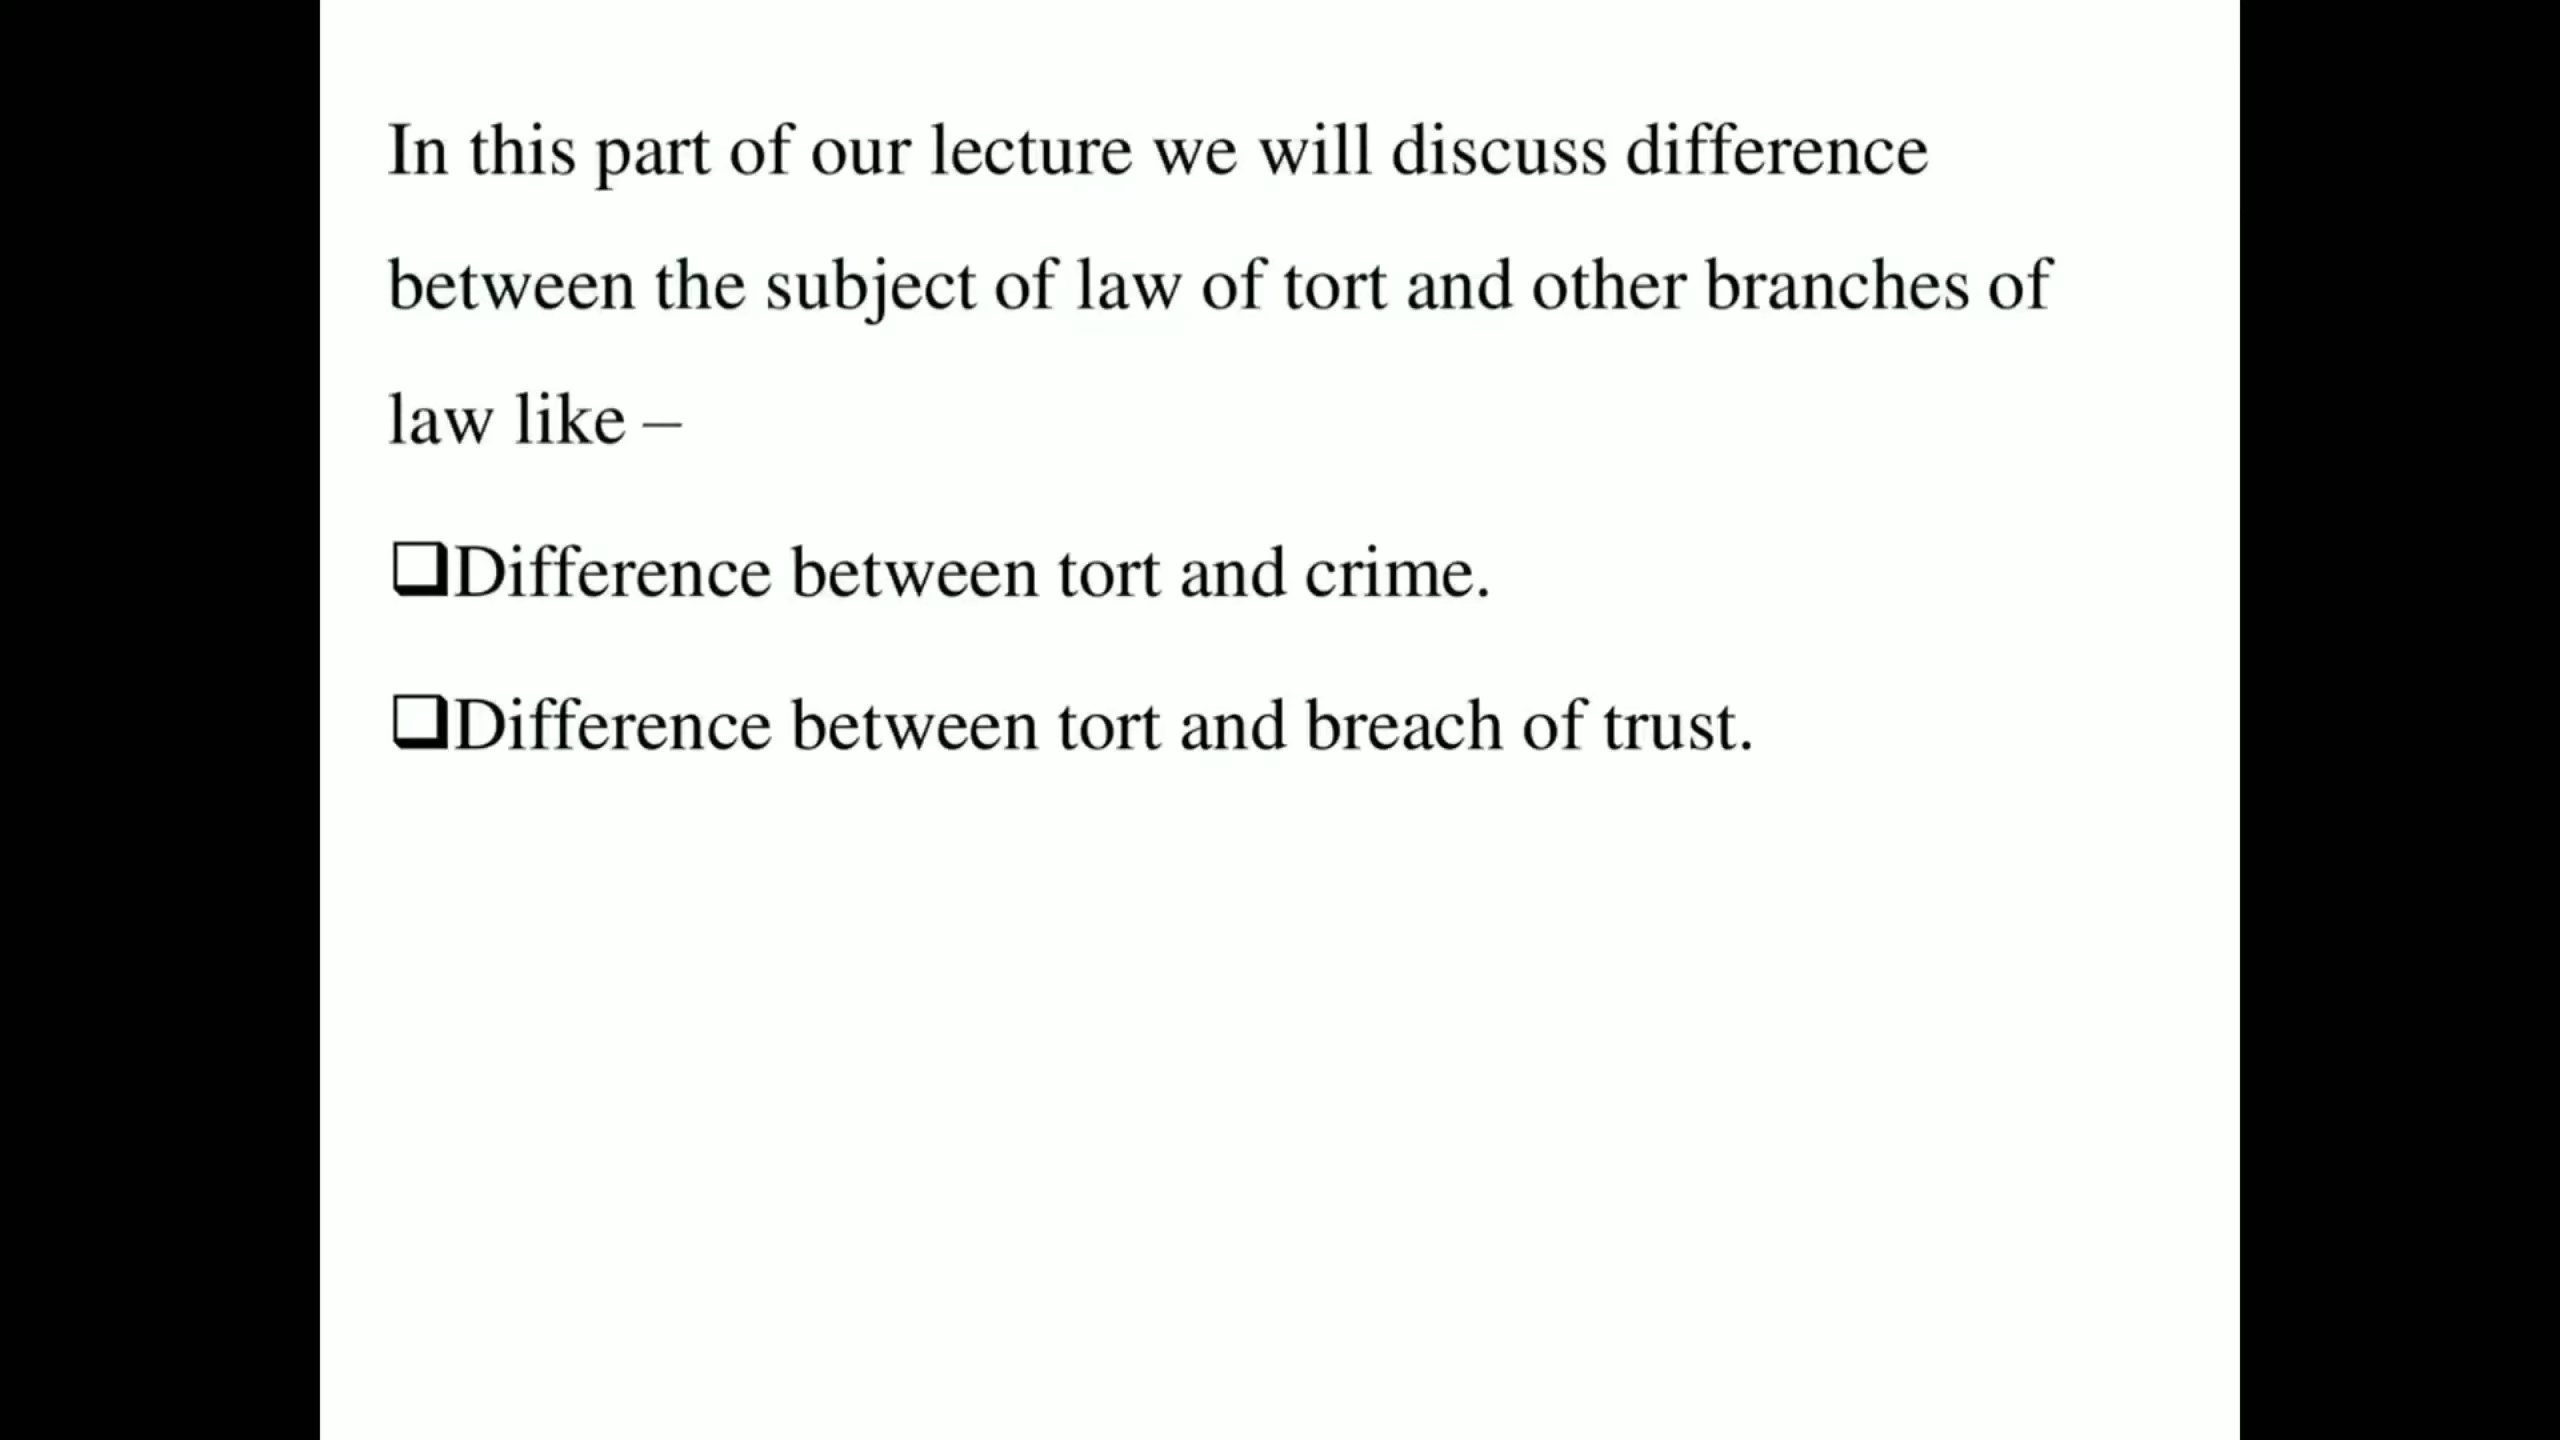 In this part of our lecture we will discuss difference
between the subject of law of tort and other branches of
law like –
❑Difference between tort and crime.
❑Difference between tort and breach of trust.